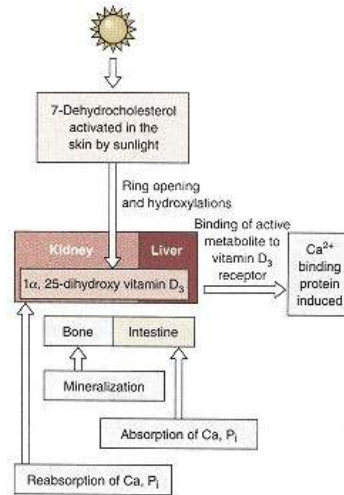 7-Dehydrocholesterol
activated in the
skin by sunlight
Ring opening
and hydroxylations
Binding of active
metabolite to
vitamin D3
receptor
Kidney
Liver
1α, 25-dihydroxy vitamin D3
Ca2+
binding
protein
induced
Bone
Intestine
Mineralization
Absorption of Ca, Pi
Reabsorption of Ca, Pi